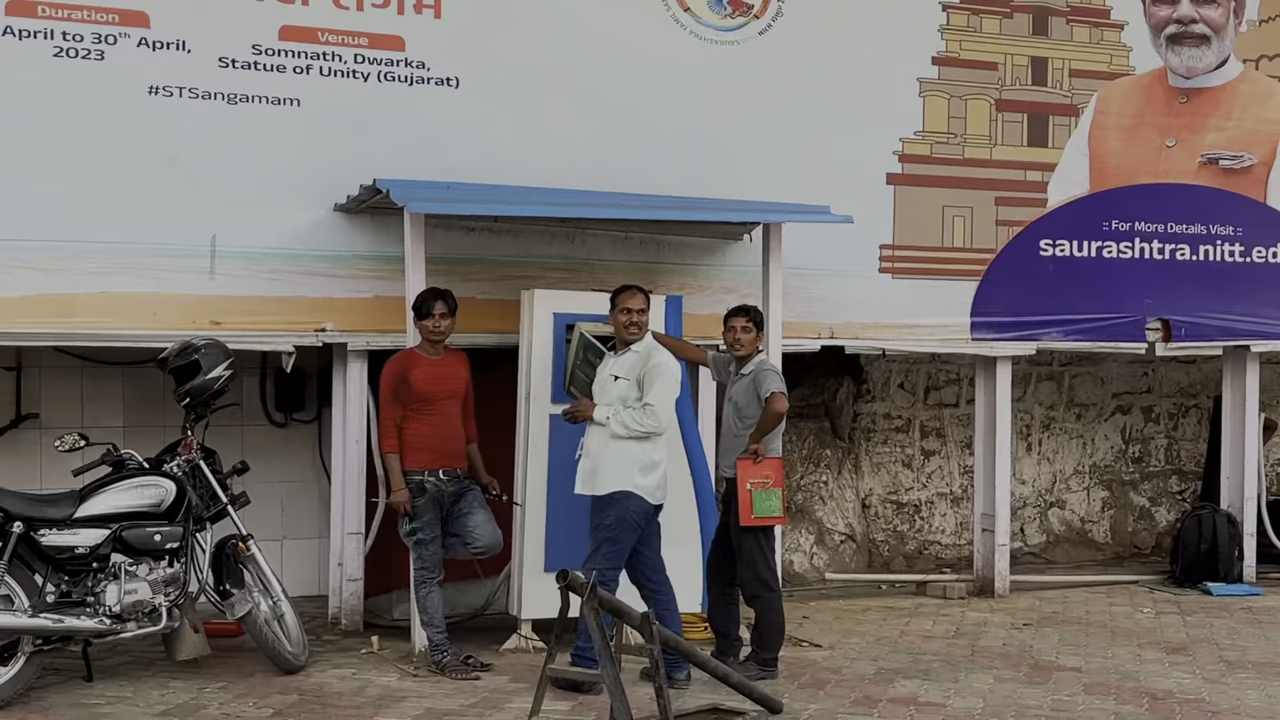 Duration
April to 30th April,
2023
Venue
Somnath, Dwarka,
Statue of Unity (Gujarat)
#STSangamam
:: For More Details Visit ::
saurashtra.nitt.ed